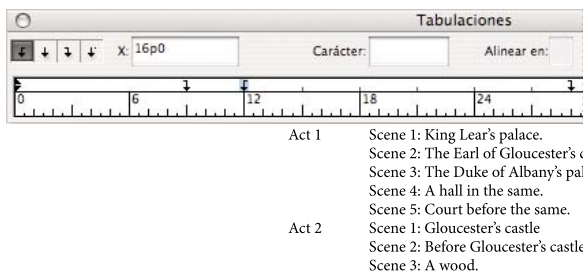 Tabulaciones
X: 16p0 Carácter: Alinear en:
0 6 12 18 24
Act 1 Scene 1: King Lear's palace.
Scene 2: The Earl of Gloucester's
Scene 3: The Duke of Albany's
Scene 4: A hall in the same.
Scene 5: Court before the same.
Act 2 Scene 1: Gloucester's castle
Scene 2: Before Gloucester's castle
Scene 3: A wood.